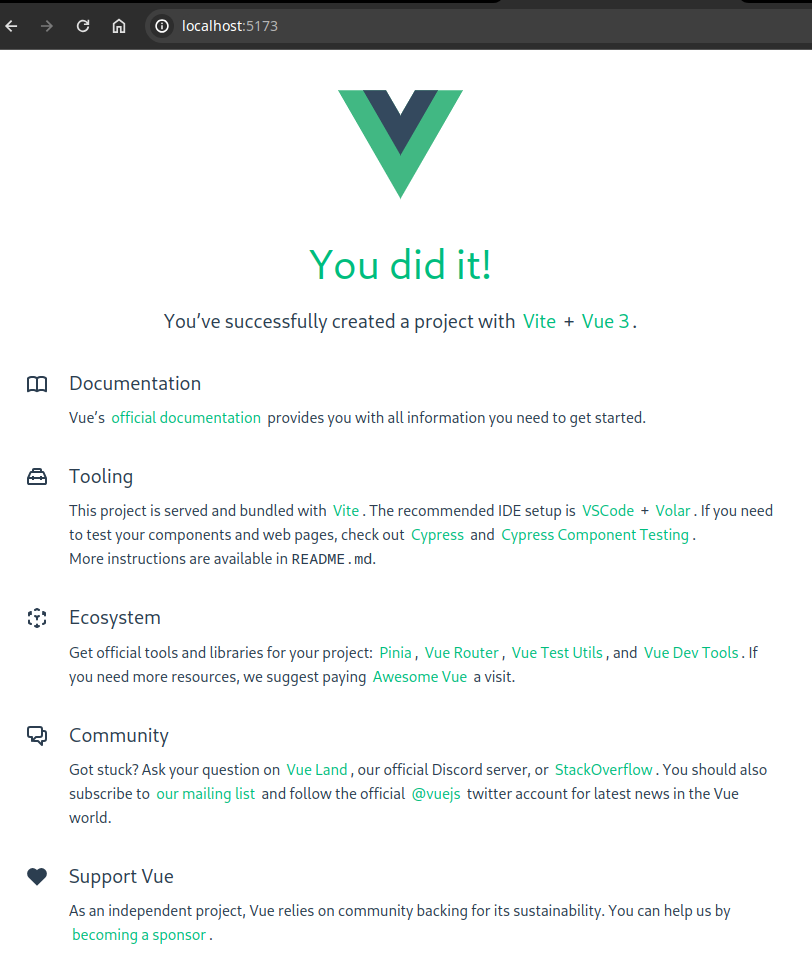 localhost:5173
You did it!
You’ve successfully created a project with Vite + Vue 3.
Documentation
Vue’s official documentation provides you with all information you need to get started.
Tooling
This project is served and bundled with Vite. The recommended IDE setup is VSCode + Volar. If you need
to test your components and web pages, check out Cypress and Cypress Component Testing.
More instructions are available in README.md.
Ecosystem
Get official tools and libraries for your project: Pinia, Vue Router, Vue Test Utils, and Vue Dev Tools. If
you need more resources, we suggest paying Awesome Vue a visit.
Community
Got stuck? Ask your question on Vue Land, our official Discord server, or StackOverflow. You should also
subscribe to our mailing list and follow the official @vuejs twitter account for latest news in the Vue
world.
Support Vue
As an independent project, Vue relies on community backing for its sustainability. You can help us by
becoming a sponsor.